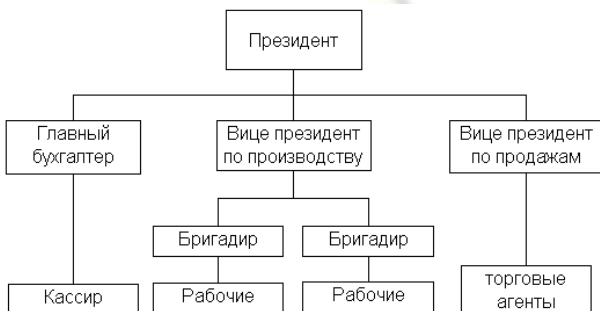 Президент
Главный
бухгалтер
Вице президент
по производству
Вице президент
по продажам
Бригадир
Бригадир
Кассир
Рабочие
Рабочие
торговые
агенты